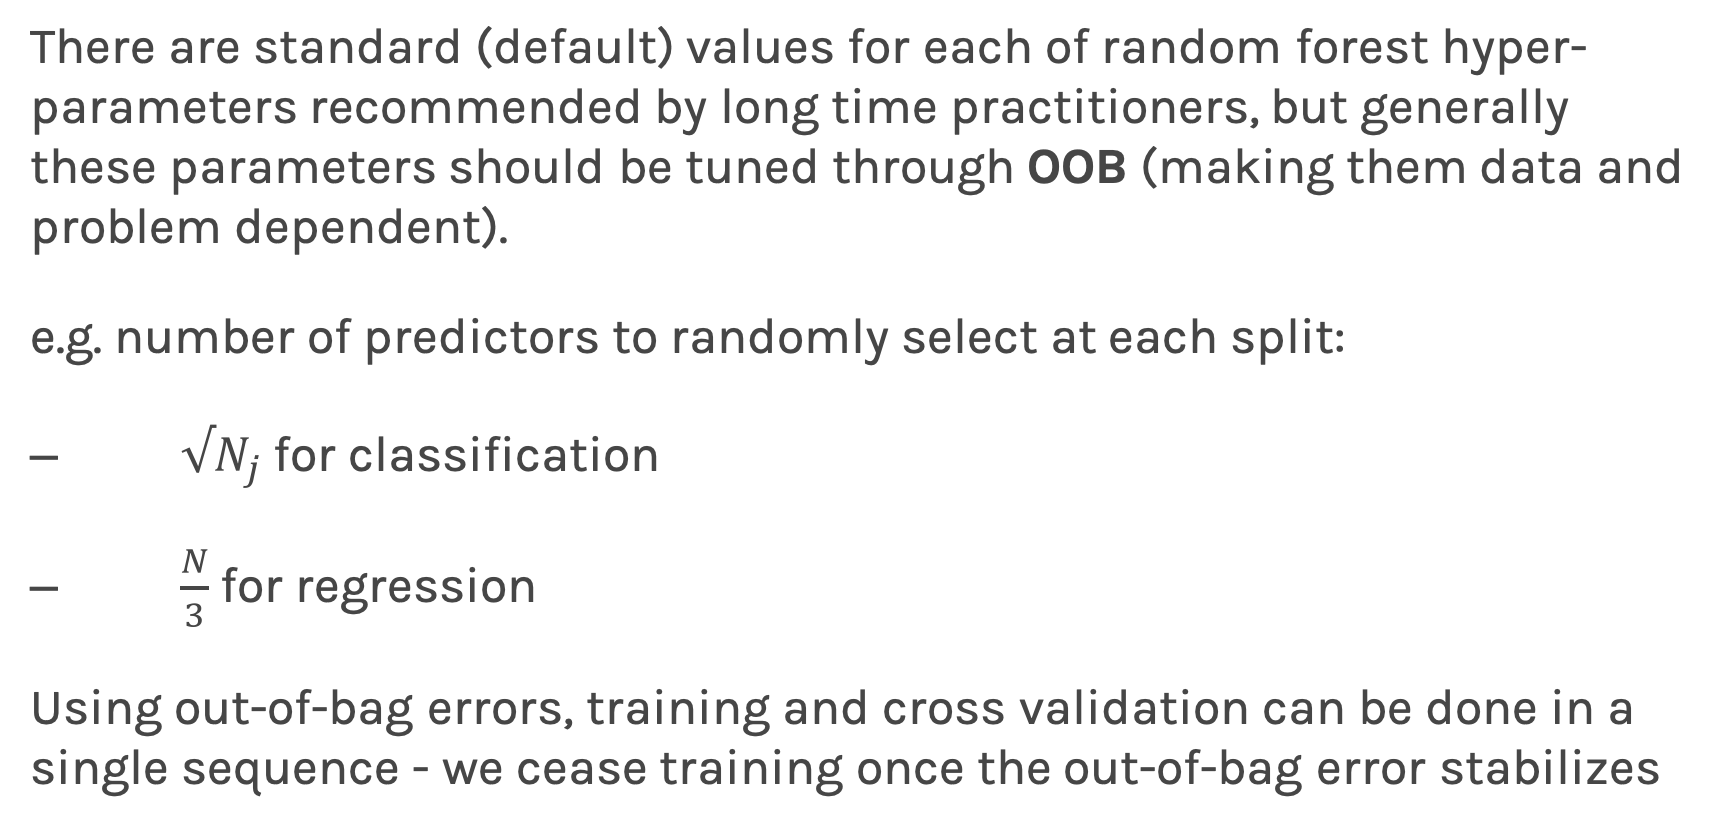 There are standard (default) values for each of random forest hyper-
parameters recommended by long time practitioners, but generally
these parameters should be tuned through OOB (making them data and
problem dependent).
e.g. number of predictors to randomly select at each split:
– √N_j for classification
– N/3 for regression
Using out-of-bag errors, training and cross validation can be done in a
single sequence - we cease training once the out-of-bag error stabilizes